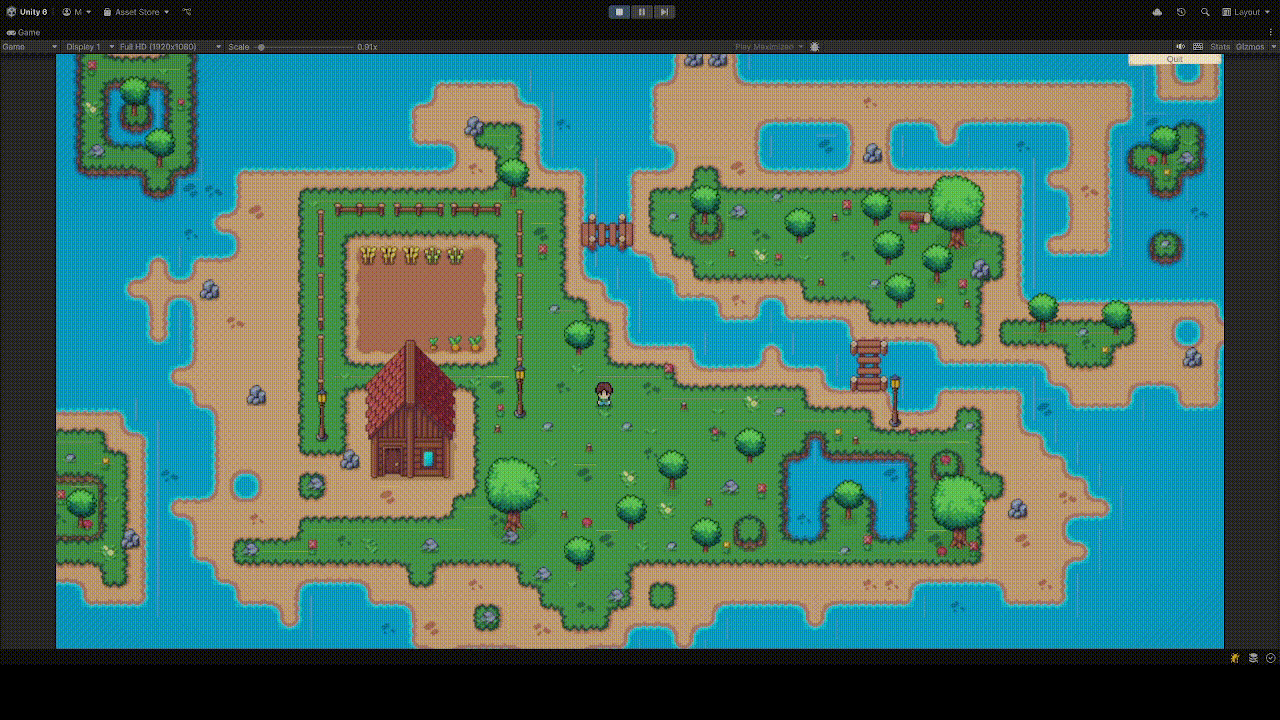 Unity 6 M Asset Store Layout
Game
Game Display 1 Full HD (1920x1080) Scale 0.91x Play Maximized Stats Gizmos
Quit